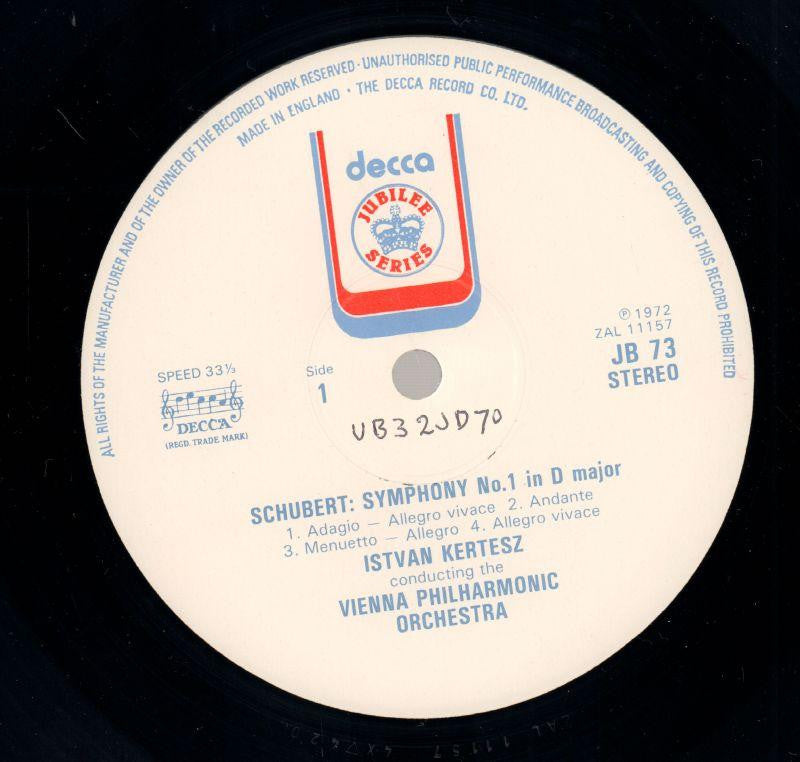 ALL RIGHTS OF THE MANUFACTURER AND OF THE OWNER OF THE RECORDED WORK RESERVED · UNAUTHORISED PUBLIC PERFORMANCE BROADCASTING AND COPYING OF THIS RECORD PROHIBITED
MADE IN ENGLAND · THE DECCA RECORD CO. LTD.
decca
JUBILEE
SERIES
℗ 1972
ZAL 11157
JB 73
STEREO
SPEED 33⅓
DECCA
(REGD. TRADE MARK)
Side
1
UB32JD70
SCHUBERT: SYMPHONY No.1 in D major
1. Adagio – Allegro vivace 2. Andante
3. Menuetto – Allegro 4. Allegro vivace
ISTVAN KERTESZ
conducting the
VIENNA PHILHARMONIC
ORCHESTRA